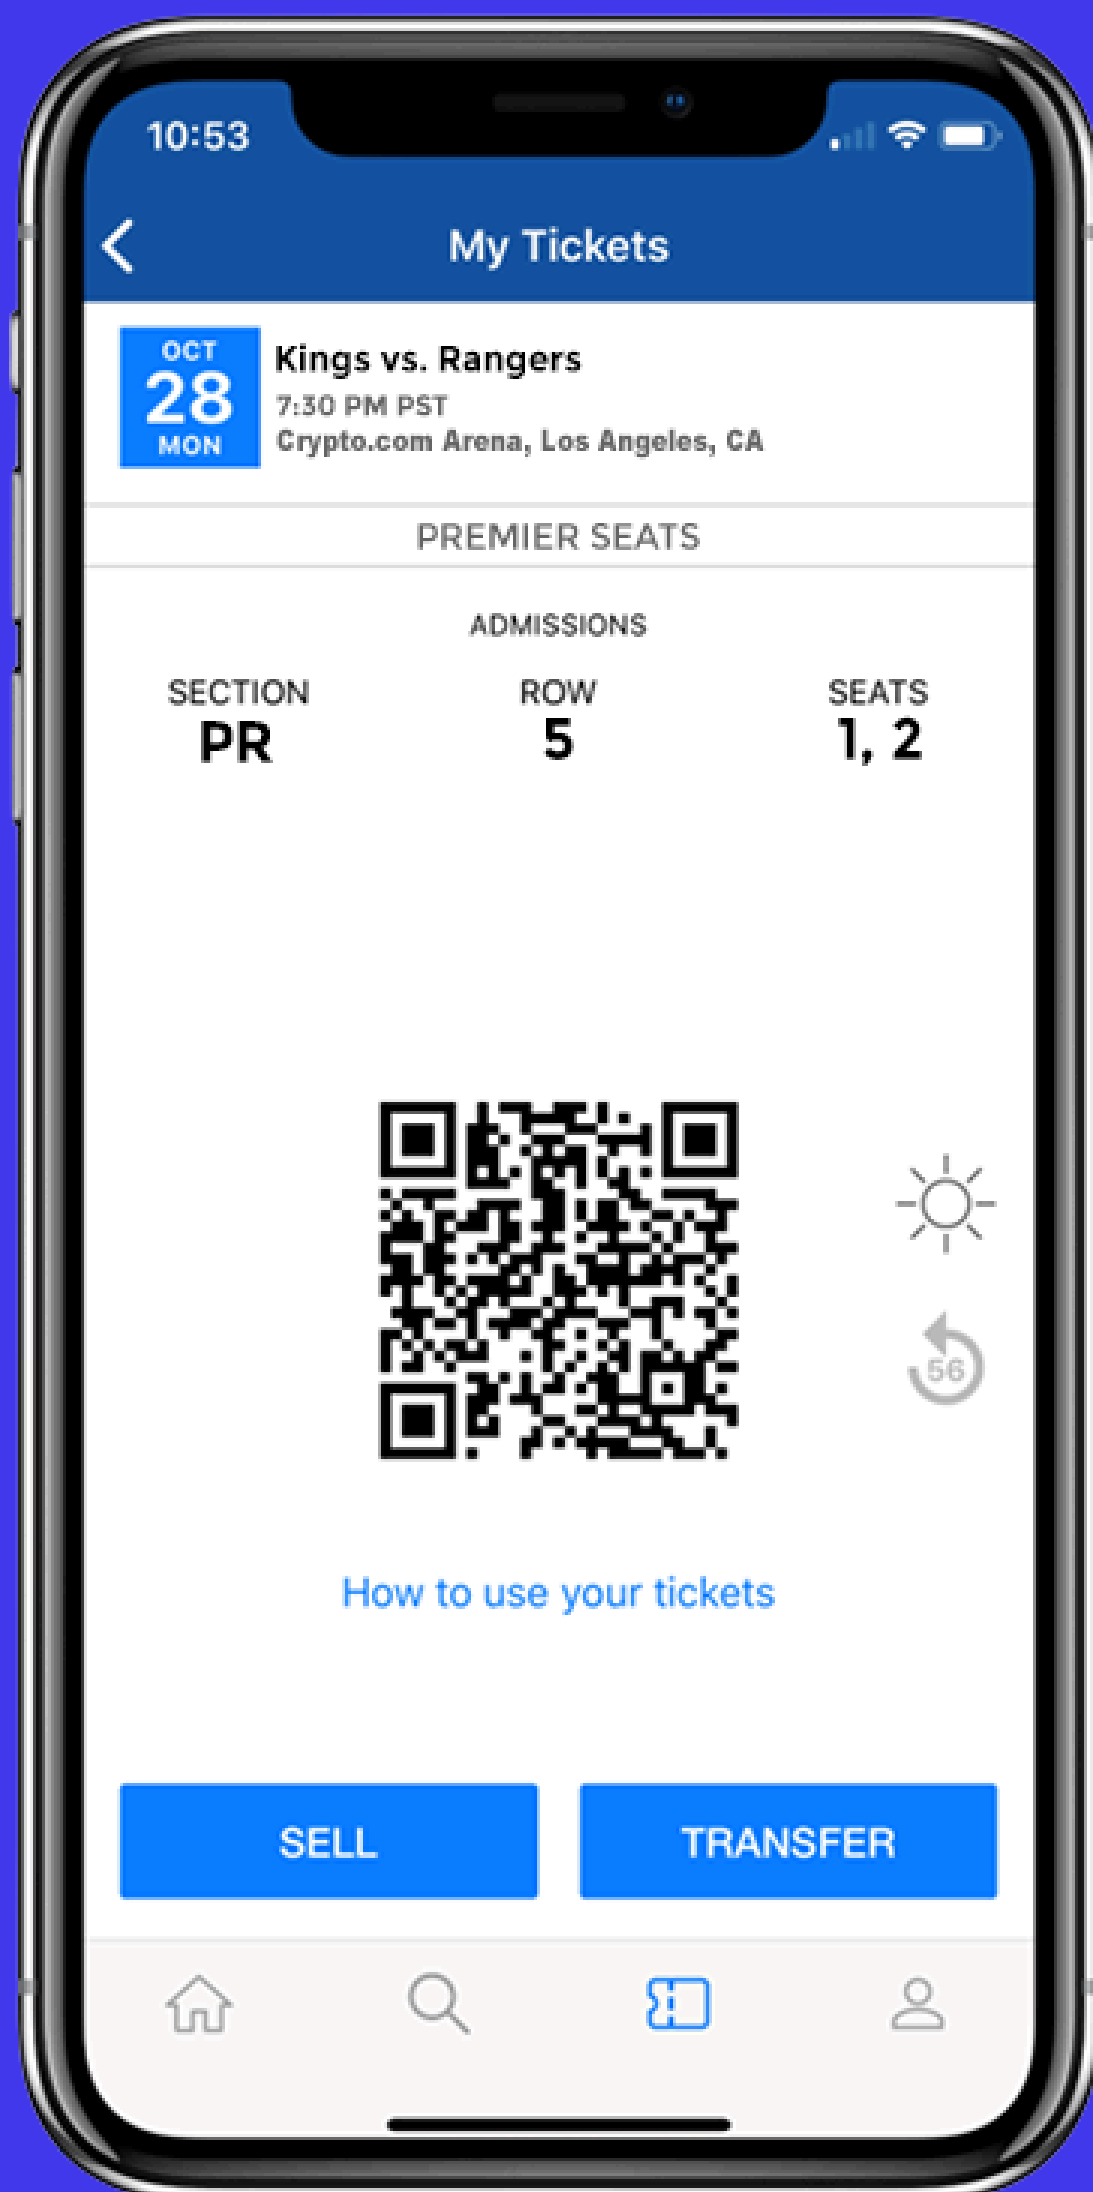 10:53
My Tickets
OCT
28
MON
Kings vs. Rangers
7:30 PM PST
Crypto.com Arena, Los Angeles, CA
PREMIER SEATS
ADMISSIONS
SECTION ROW SEATS
PR 5 1, 2
56
How to use your tickets
SELL TRANSFER